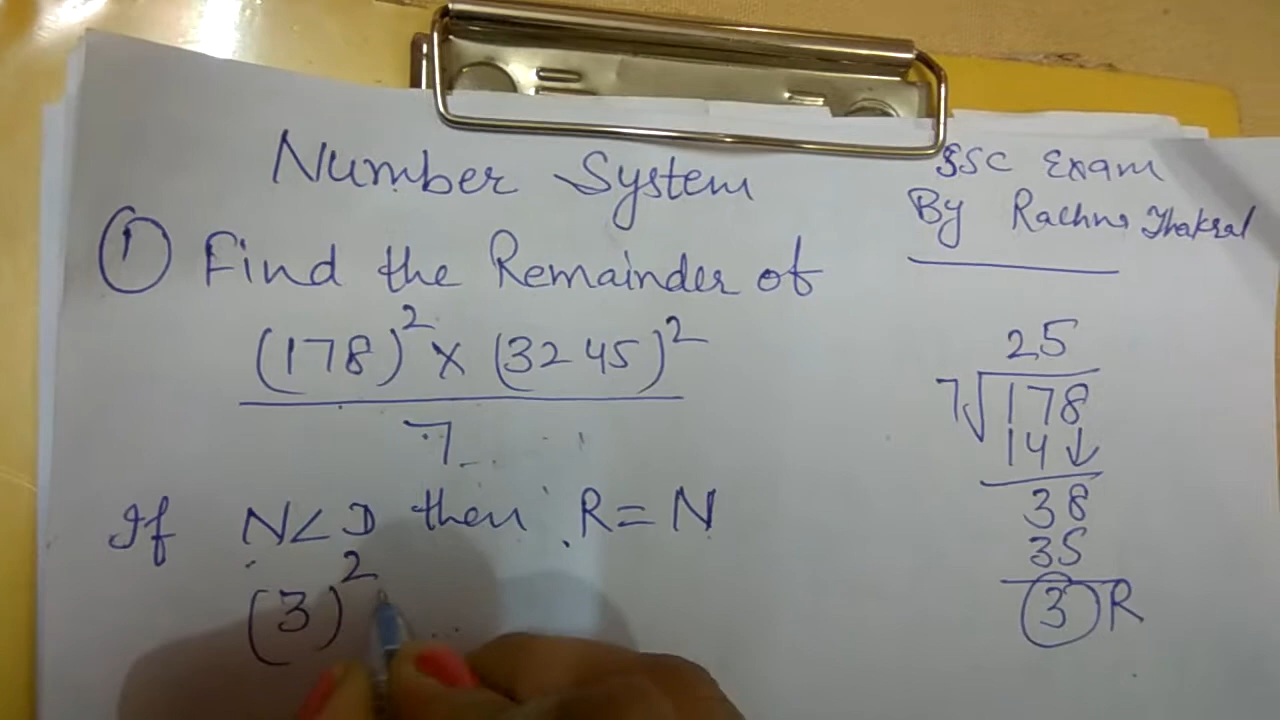 Number System
SSC Exam
By Rachna Thakral
① Find the Remainder of
(178)² x (3245)²
7
If N<D then R=N
(3)²
25
7√178
14↓
38
35
③R